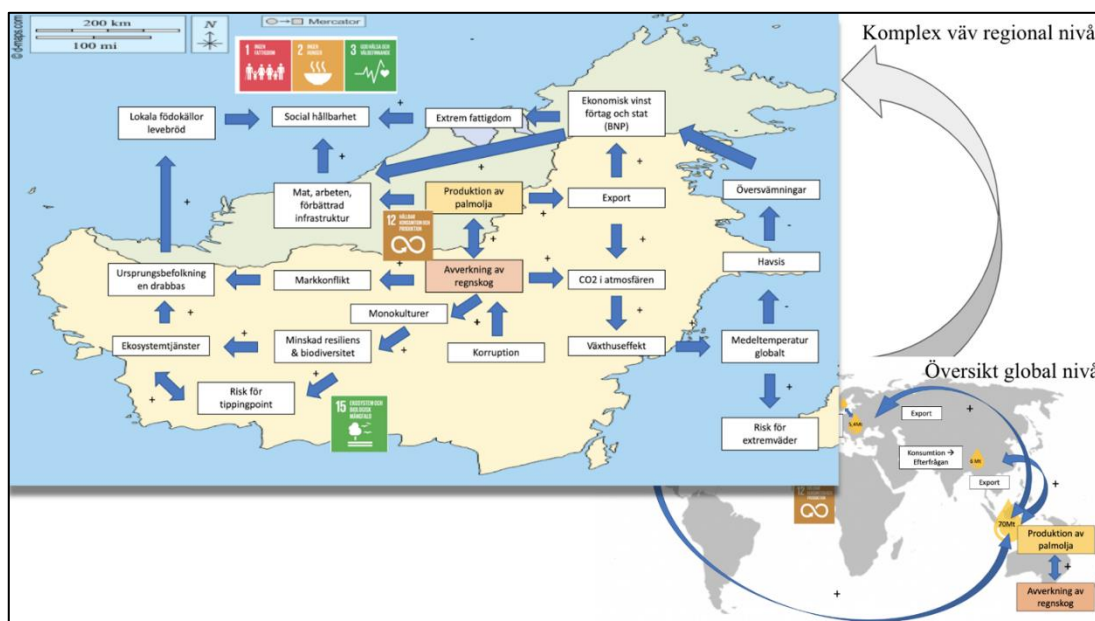 200 km
100 mi
N
Mercator
© d-maps.com
Komplex väv regional nivå
1 INGEN FATTIGDOM
2 INGEN HUNGER
3 GOD HÄLSA OCH VÄLBEFINNANDE
Lokala födokällor
levebröd
+
Social hållbarhet
+
Extrem fattigdom
-
Ekonomisk vinst
förtag och stat
(BNP)
-
+
+
+
Mat, arbeten,
förbättrad
infrastruktur
+
Produktion av
palmolja
+
Export
Översvämningar
-
12 HÅLLBAR KONSUMTION OCH PRODUKTION
+
+
Havsis
Ursprungsbefolkning
en drabbas
Markkonflikt
+
Avverkning av
regnskog
+
CO2 i atmosfären
Monokulturer
+
+
+
-
Ekosystemtjänster
+
Minskad resiliens
& biodiversitet
+
Korruption
Växthuseffekt
+
Medeltemperatur
globalt
+
Risk för
tippingpoint
+
15 EKOSYSTEM OCH BIOLOGISK MÅNGFALD
+
Risk för
extremväder
Översikt global nivå
Export
+
Konsumtion →
Efterfrågan
6 Mt
Export
+
70Mt
Produktion av
palmolja
+
Avverkning av
regnskog
+